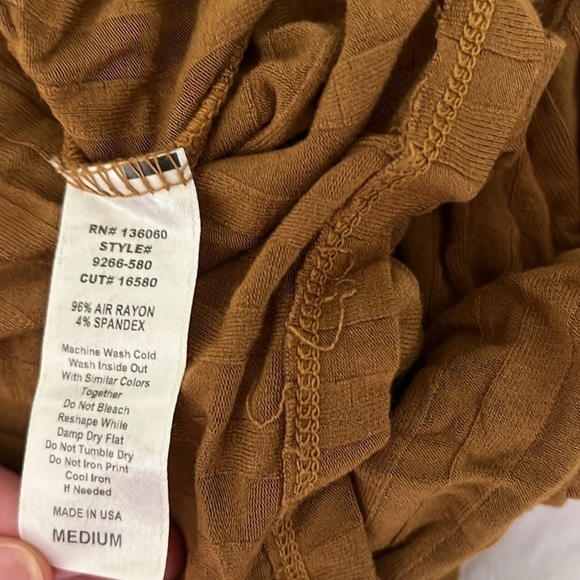 RN# 136060
STYLE#
9266-580
CUT# 16580
96% AIR RAYON
4% SPANDEX
Machine Wash Cold
Wash Inside Out
With Similar Colors
Together
Do Not Bleach
Reshape While
Damp Dry Flat
Do Not Tumble Dry
Do Not Iron Print
Cool Iron
If Needed
MADE IN USA
MEDIUM